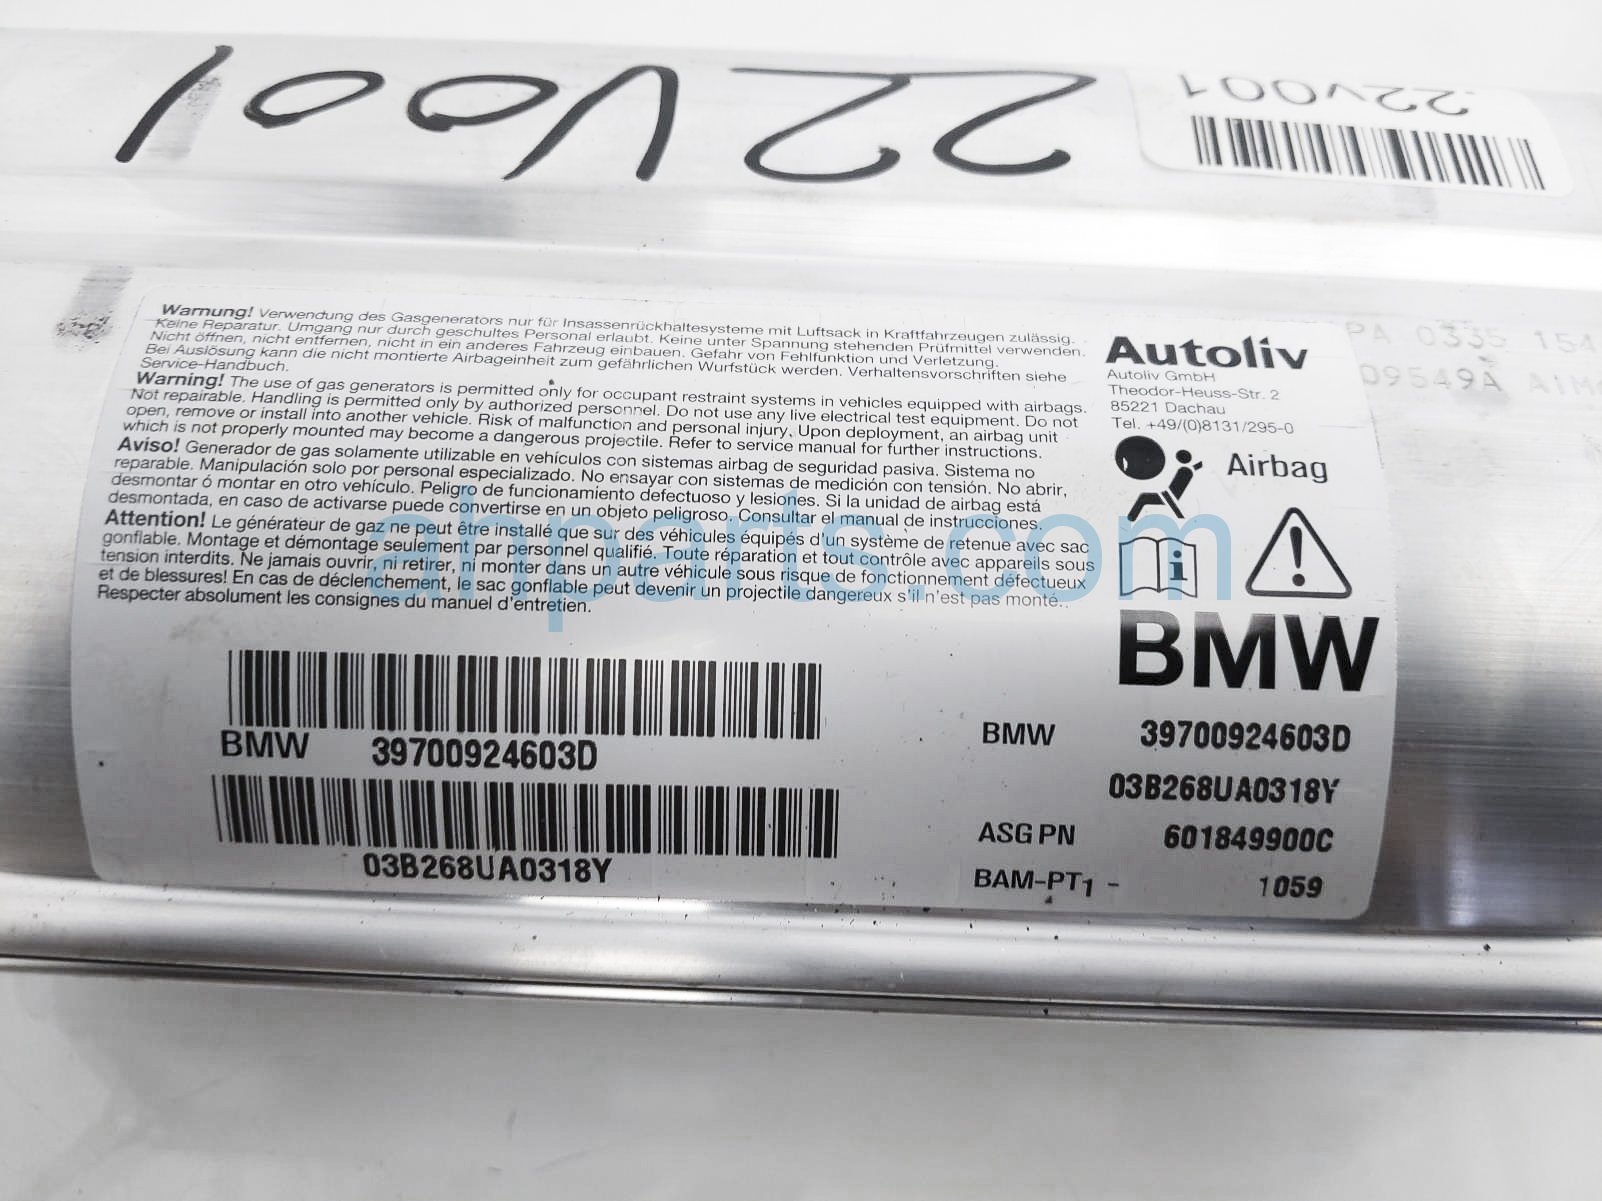 22V001
22V001
Warnung! Verwendung des Gasgenerators nur für Insassenrückhaltesysteme mit Luftsack in Kraftfahrzeugen zulässig.
Keine Reparatur. Umgang nur durch geschultes Personal erlaubt. Keine unter Spannung stehenden Prüfmittel verwenden.
Nicht öffnen, nicht entfernen, nicht in ein anderes Fahrzeug einbauen. Gefahr von Fehlfunktion und Verletzung.
Bei Auslösung kann die nicht montierte Airbageinheit zum gefährlichen Wurfstück werden. Verhaltensvorschriften siehe
Service-Handbuch.
Warning! The use of gas generators is permitted only for occupant restraint systems in vehicles equipped with airbags.
Not repairable. Handling is permitted only by authorized personnel. Do not use any live electrical test equipment. Do not
open, remove or install into another vehicle. Risk of malfunction and personal injury. Upon deployment, an airbag unit
which is not properly mounted may become a dangerous projectile. Refer to service manual for further instructions.
Aviso! Generador de gas solamente utilizable en vehículos con sistemas airbag de seguridad pasiva. Sistema no
reparable. Manipulación solo por personal especializado. No ensayar con sistemas de medición con tensión. No abrir,
desmontar ó montar en otro vehículo. Peligro de funcionamiento defectuoso y lesiones. Si la unidad de airbag está
desmontada, en caso de activarse puede convertirse en un objeto peligroso. Consultar el manual de instrucciones.
Attention! Le générateur de gaz ne peut être installé que sur des véhicules équipés d'un système de retenue avec sac
gonflable. Montage et démontage seulement par personnel qualifié. Toute réparation et tout contrôle avec appareils sous
tension interdits. Ne jamais ouvrir, ni retirer, ni monter dans un autre véhicule sous risque de fonctionnement défectueux
et de blessures! En cas de déclenchement, le sac gonflable peut devenir un projectile dangereux s'il n'est pas monté..
Respecter absolument les consignes du manuel d'entretien.
Autoliv
Autoliv GmbH
Theodor-Heuss-Str. 2
85221 Dachau
Tel. +49/(0)8131/295-0
Airbag
i
BMW
PA 0335 154
09549A
ahparts.com
BMW 39700924603D
03B268UA0318Y
BMW 39700924603D
03B268UA0318Y
ASG PN 601849900C
BAM-PT1 - 1059